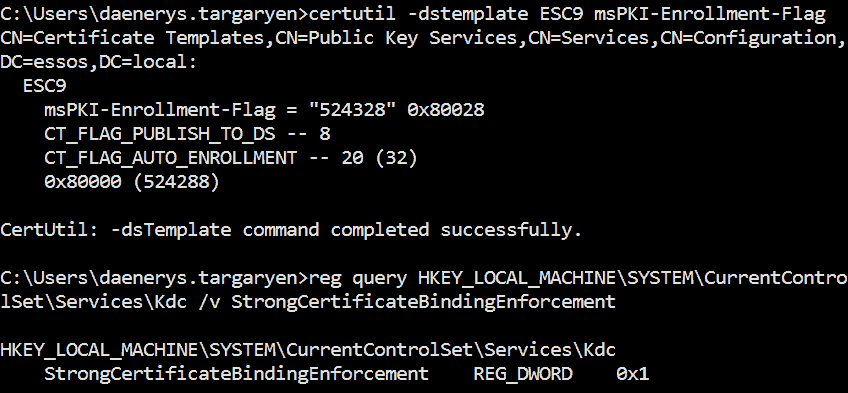 C:\Users\daenerys.targaryen>certutil -dstemplate ESC9 msPKI-Enrollment-Flag
CN=Certificate Templates,CN=Public Key Services,CN=Services,CN=Configuration,
DC=essos,DC=local:
  ESC9
    msPKI-Enrollment-Flag = "524328" 0x80028
    CT_FLAG_PUBLISH_TO_DS -- 8
    CT_FLAG_AUTO_ENROLLMENT -- 20 (32)
    0x80000 (524288)
CertUtil: -dsTemplate command completed successfully.
C:\Users\daenerys.targaryen>reg query HKEY_LOCAL_MACHINE\SYSTEM\CurrentContro
lSet\Services\Kdc /v StrongCertificateBindingEnforcement
HKEY_LOCAL_MACHINE\SYSTEM\CurrentControlSet\Services\Kdc
    StrongCertificateBindingEnforcement    REG_DWORD    0x1